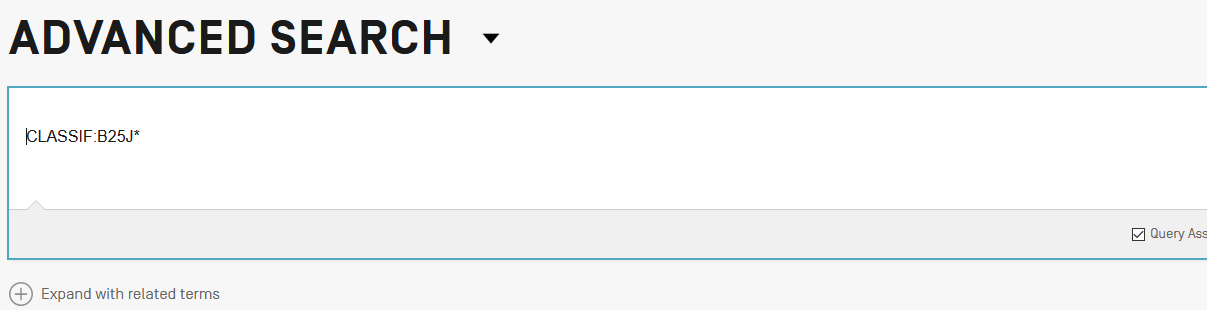 ADVANCED SEARCH
CLASSIF:B25J*
Query Ass
Expand with related terms